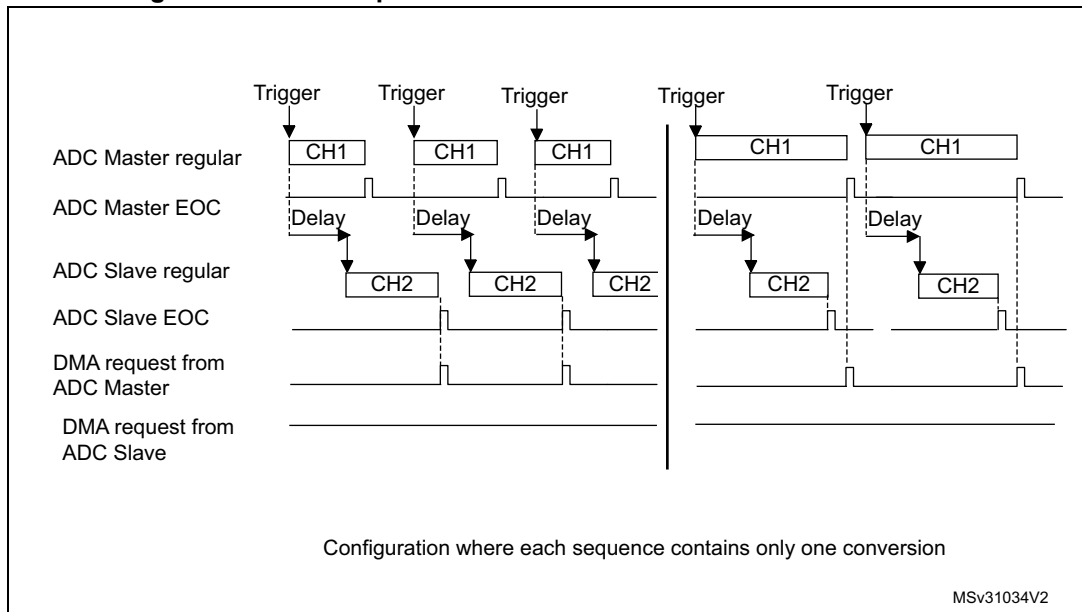 Trigger Trigger Trigger Trigger Trigger
ADC Master regular CH1 CH1 CH1 CH1 CH1
ADC Master EOC
Delay Delay Delay Delay Delay
ADC Slave regular CH2 CH2 CH2 CH2 CH2
ADC Slave EOC
DMA request from
ADC Master
DMA request from
ADC Slave
Configuration where each sequence contains only one conversion
MSv31034V2